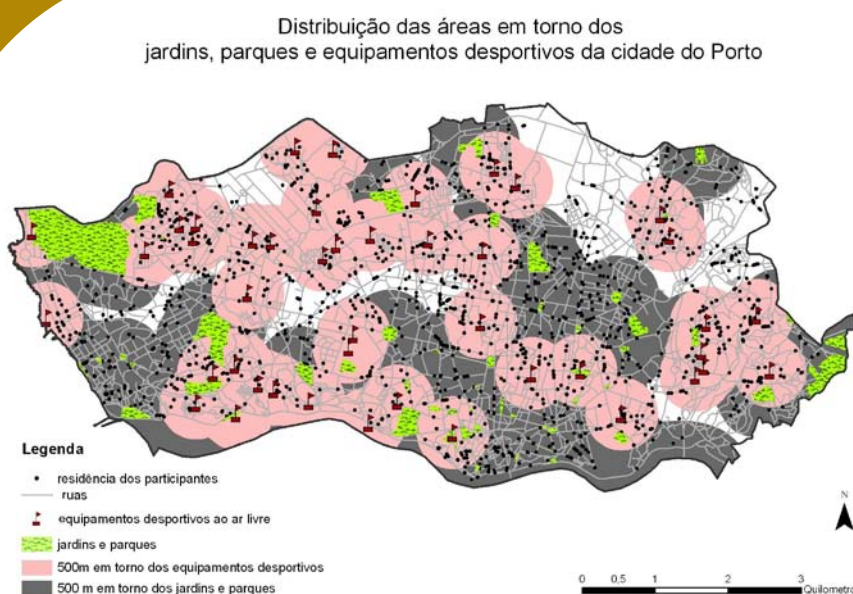 Distribuição das áreas em torno dos
jardins, parques e equipamentos desportivos da cidade do Porto
Legenda
residência dos participantes
ruas
equipamentos desportivos ao ar livre
jardins e parques
500m em torno dos equipamentos desportivos
500 m em torno dos jardins e parques
N
0 0,5 1 2 3
Quilometro